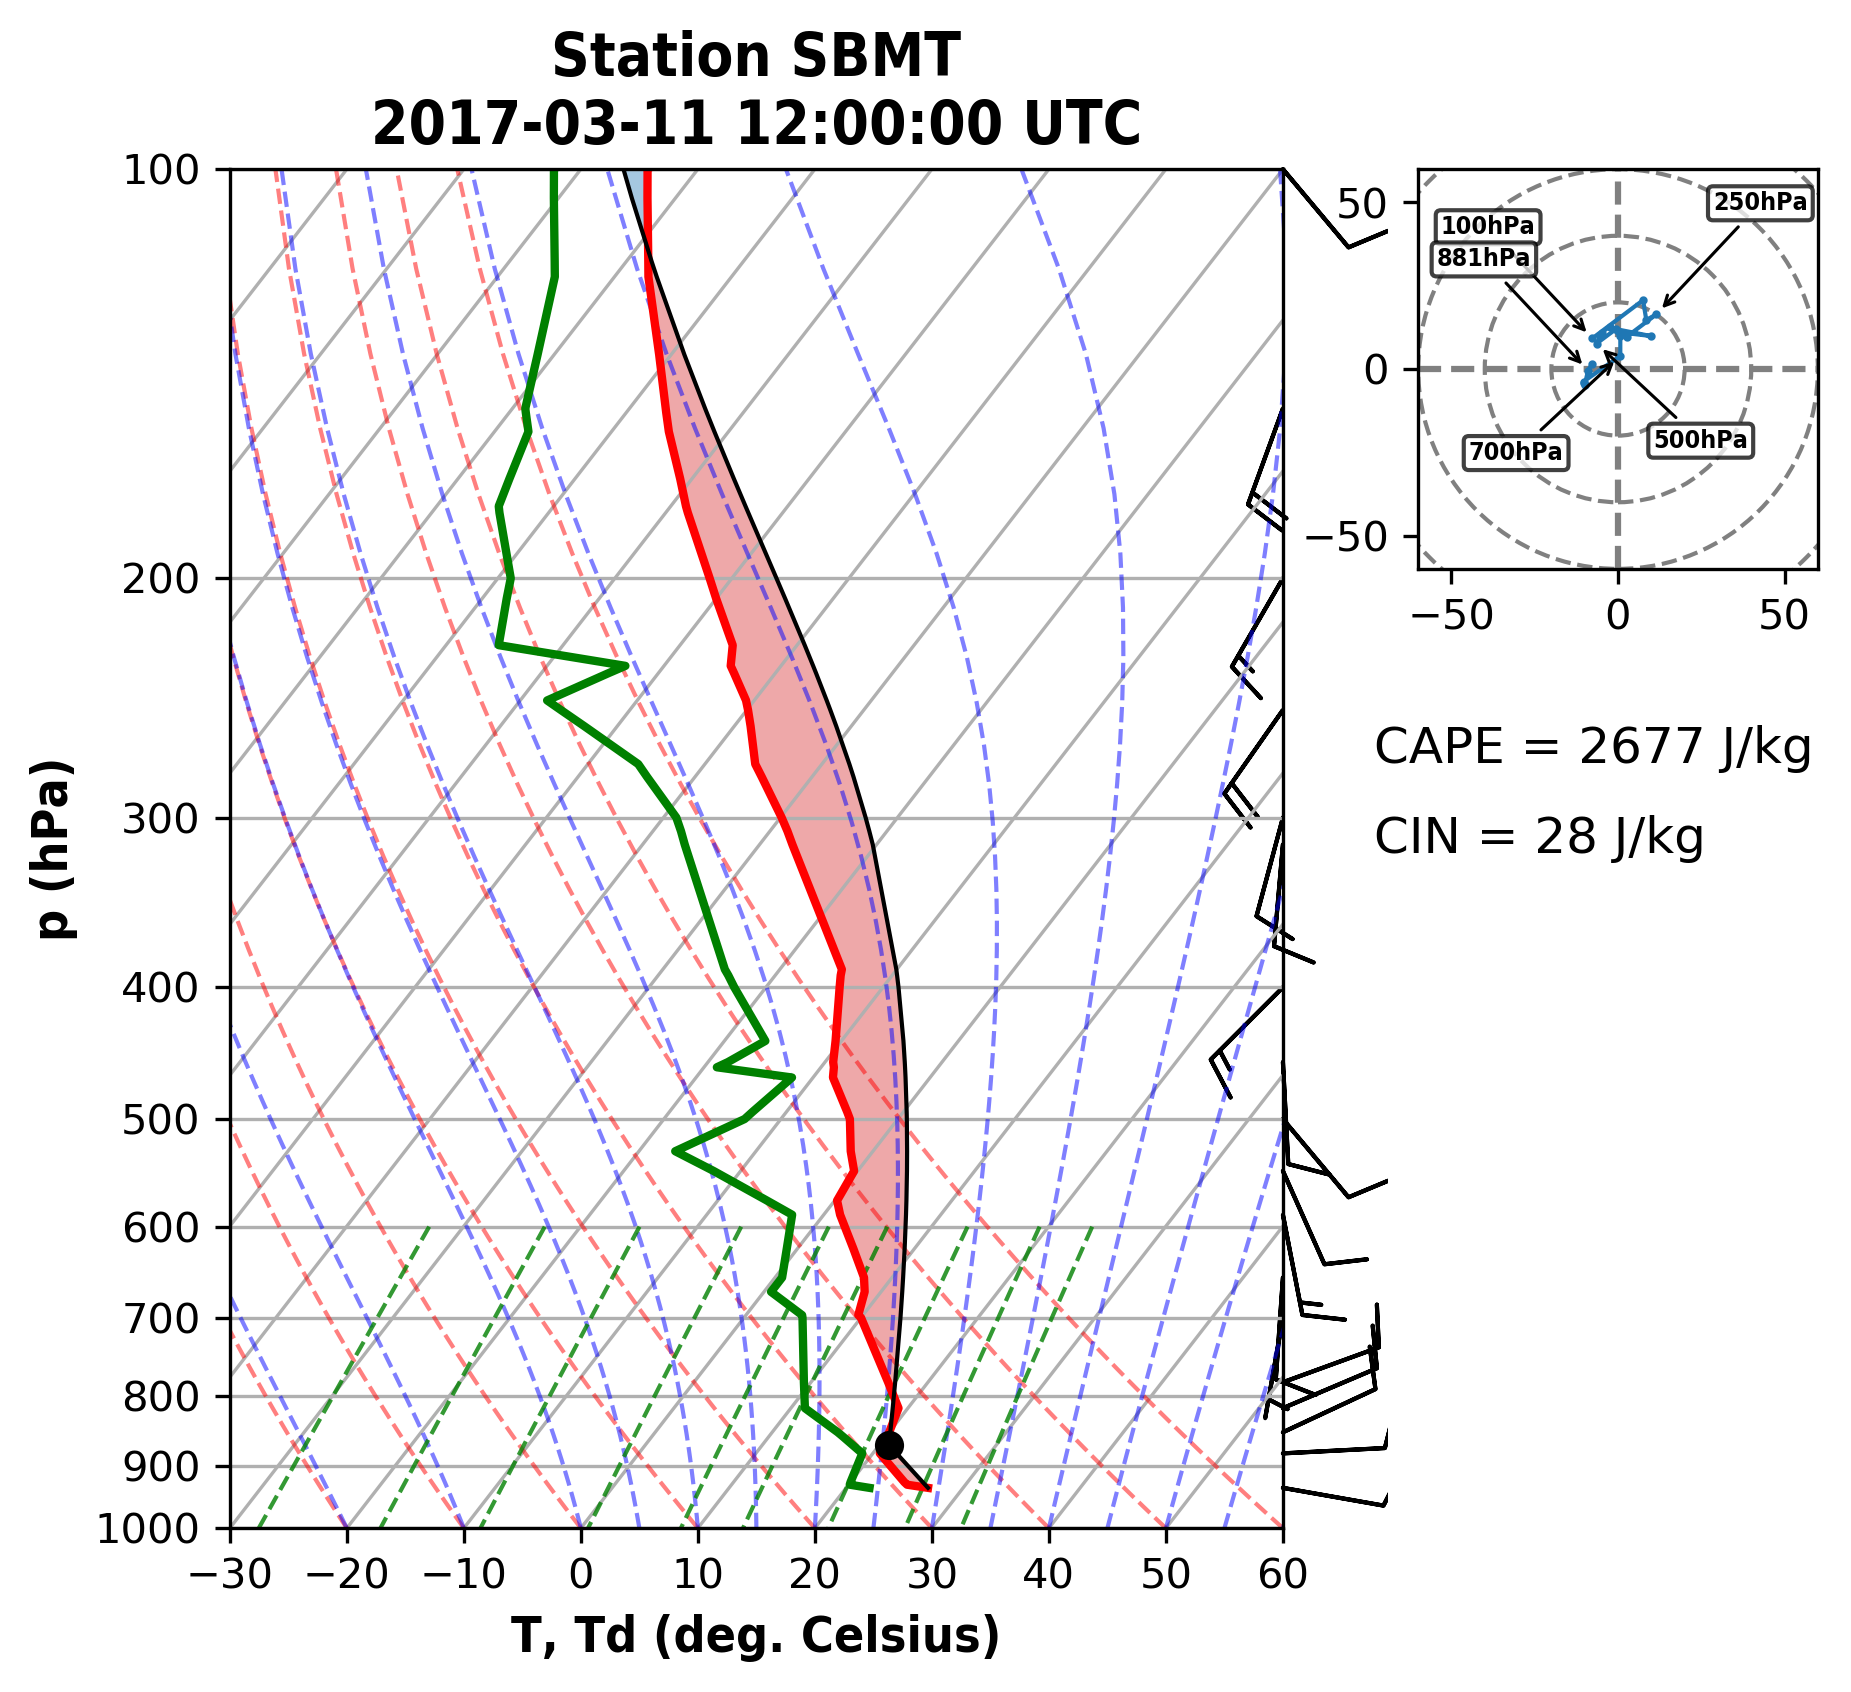 Station SBMT
2017-03-11 12:00:00 UTC
100
200
300
400
500
600
700
800
900
1000
p (hPa)
−30 −20 −10 0 10 20 30 40 50 60
T, Td (deg. Celsius)
50
0
−50
−50 0 50
250hPa
100hPa
881hPa
700hPa
500hPa
CAPE = 2677 J/kg
CIN = 28 J/kg